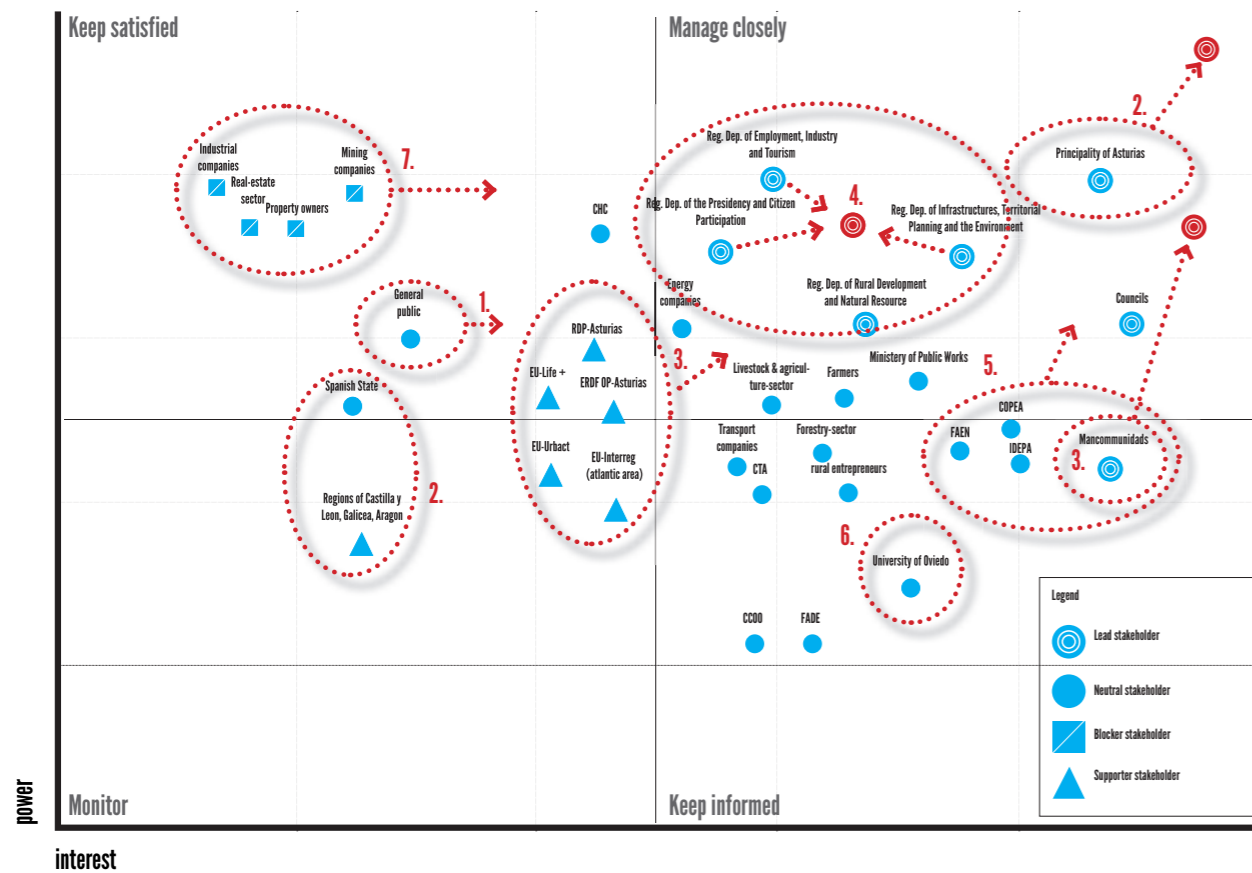 Keep satisfied
Manage closely
2.
Industrial
companies
Real-estate
sector
Property owners
Mining
companies
7.
CHC
Reg. Dep. of Employment, Industry
and Tourism
Reg. Dep. of the Presidency and Citizen
Participation
4.
Reg. Dep. of Infrastructures, Territorial
Planning and the Environment
Principality of Asturias
General
public
1.
Energy
companies
Reg. Dep. of Rural Development
and Natural Resource
Councils
RDP-Asturias
EU-Life +
ERDF OP-Asturias
3.
Livestock & agricul-
ture-sector
Farmers
Ministery of Public Works
5.
Spanish State
COPEA
FAEN
IDEPA
Mancommunidads
3.
Transport
companies
CTA
Forestry-sector
rural entrepreneurs
EU-Urbact
EU-Interreg
(atlantic area)
Regions of Castilla y
Leon, Galicea, Aragon
2.
6.
University of Oviedo
CCOO
FADE
Legend
Lead stakeholder
Neutral stakeholder
Blocker stakeholder
Supporter stakeholder
Monitor
Keep informed
power
interest